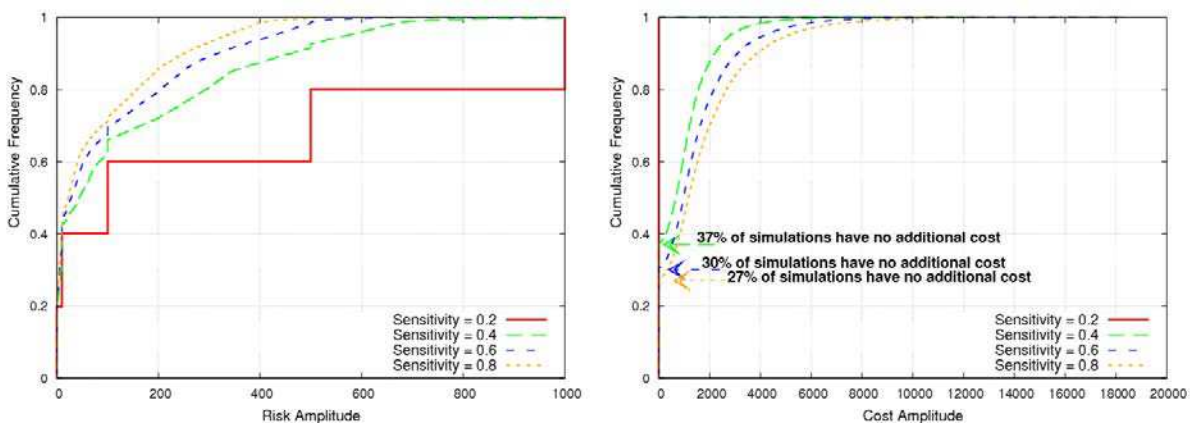 Cumulative Frequency
1
0.8
0.6
0.4
0.2
0
0 200 400 600 800 1000
Risk Amplitude
Sensitivity = 0.2
Sensitivity = 0.4
Sensitivity = 0.6
Sensitivity = 0.8
Cumulative Frequency
1
0.8
0.6
0.4
0.2
0
0 2000 4000 6000 8000 10000 12000 14000 16000 18000 20000
Cost Amplitude
37% of simulations have no additional cost
30% of simulations have no additional cost
27% of simulations have no additional cost
Sensitivity = 0.2
Sensitivity = 0.4
Sensitivity = 0.6
Sensitivity = 0.8